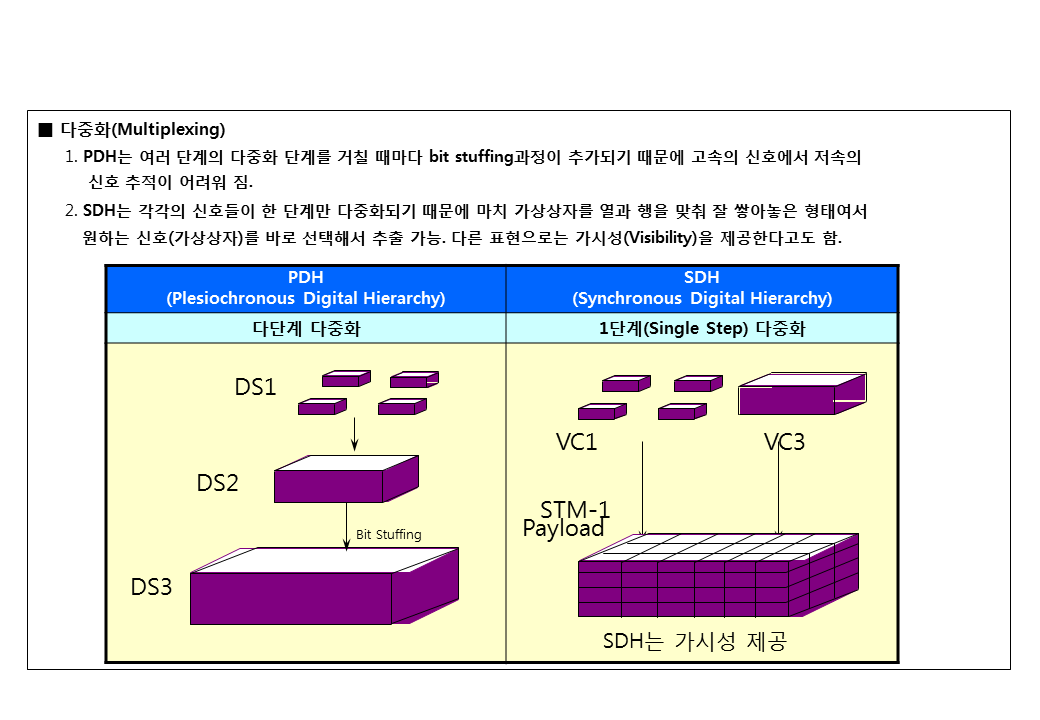 ■ 다중화(Multiplexing)
1. PDH는 여러 단계의 다중화 단계를 거칠 때마다 bit stuffing과정이 추가되기 때문에 고속의 신호에서 저속의
신호 추적이 어려워 짐.
2. SDH는 각각의 신호들이 한 단계만 다중화되기 때문에 마치 가상상자를 열과 행을 맞춰 잘 쌓아놓은 형태여서
원하는 신호(가상상자)를 바로 선택해서 추출 가능. 다른 표현으로는 가시성(Visibility)을 제공한다고도 함.
PDH
(Plesiochronous Digital Hierarchy)
SDH
(Synchronous Digital Hierarchy)
다단계 다중화
1단계(Single Step) 다중화
DS1
DS2
Bit Stuffing
DS3
VC1
VC3
STM-1
Payload
SDH는 가시성 제공